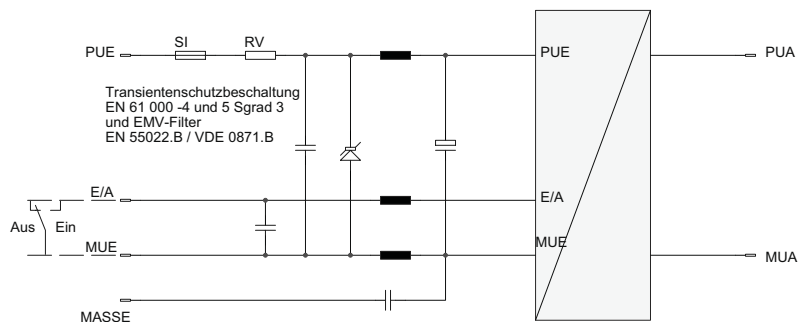 SI RV
PUE PUE PUA
Transientenschutzbeschaltung
EN 61 000 -4 und 5 Sgrad 3
und EMV-Filter
EN 55022.B / VDE 0871.B
E/A E/A
Aus Ein
MUE MUE MUA
MASSE